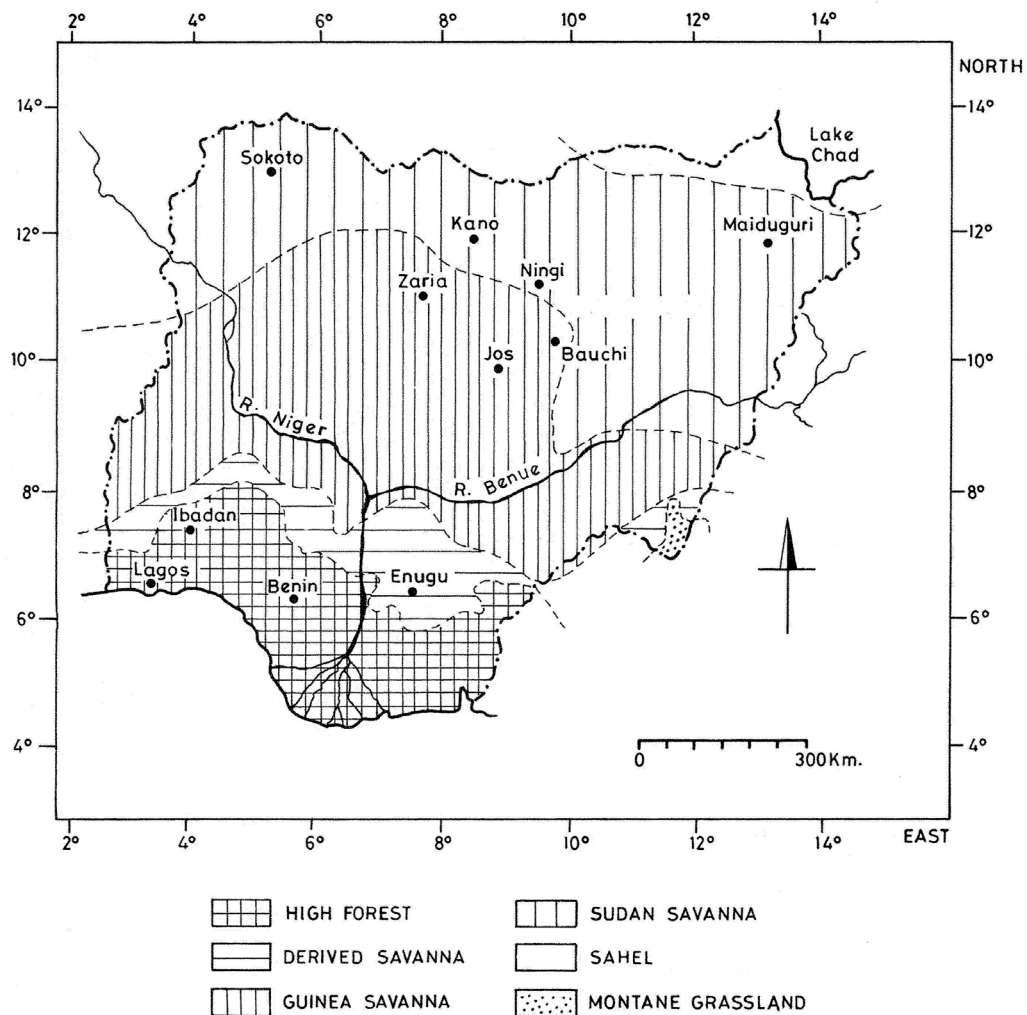 2° 4° 6° 8° 10° 12° 14°
NORTH
14° 14°
Lake
Chad
Sokoto
12° Kano Maiduguri 12°
Zaria Ningi
10° Jos Bauchi 10°
R. Niger
R. Benue
8° 8°
Ibadan
Lagos Benin Enugu
6° 6°
4° 4°
0 300Km.
2° 4° 6° 8° 10° 12° 14° EAST
HIGH FOREST SUDAN SAVANNA
DERIVED SAVANNA SAHEL
GUINEA SAVANNA MONTANE GRASSLAND